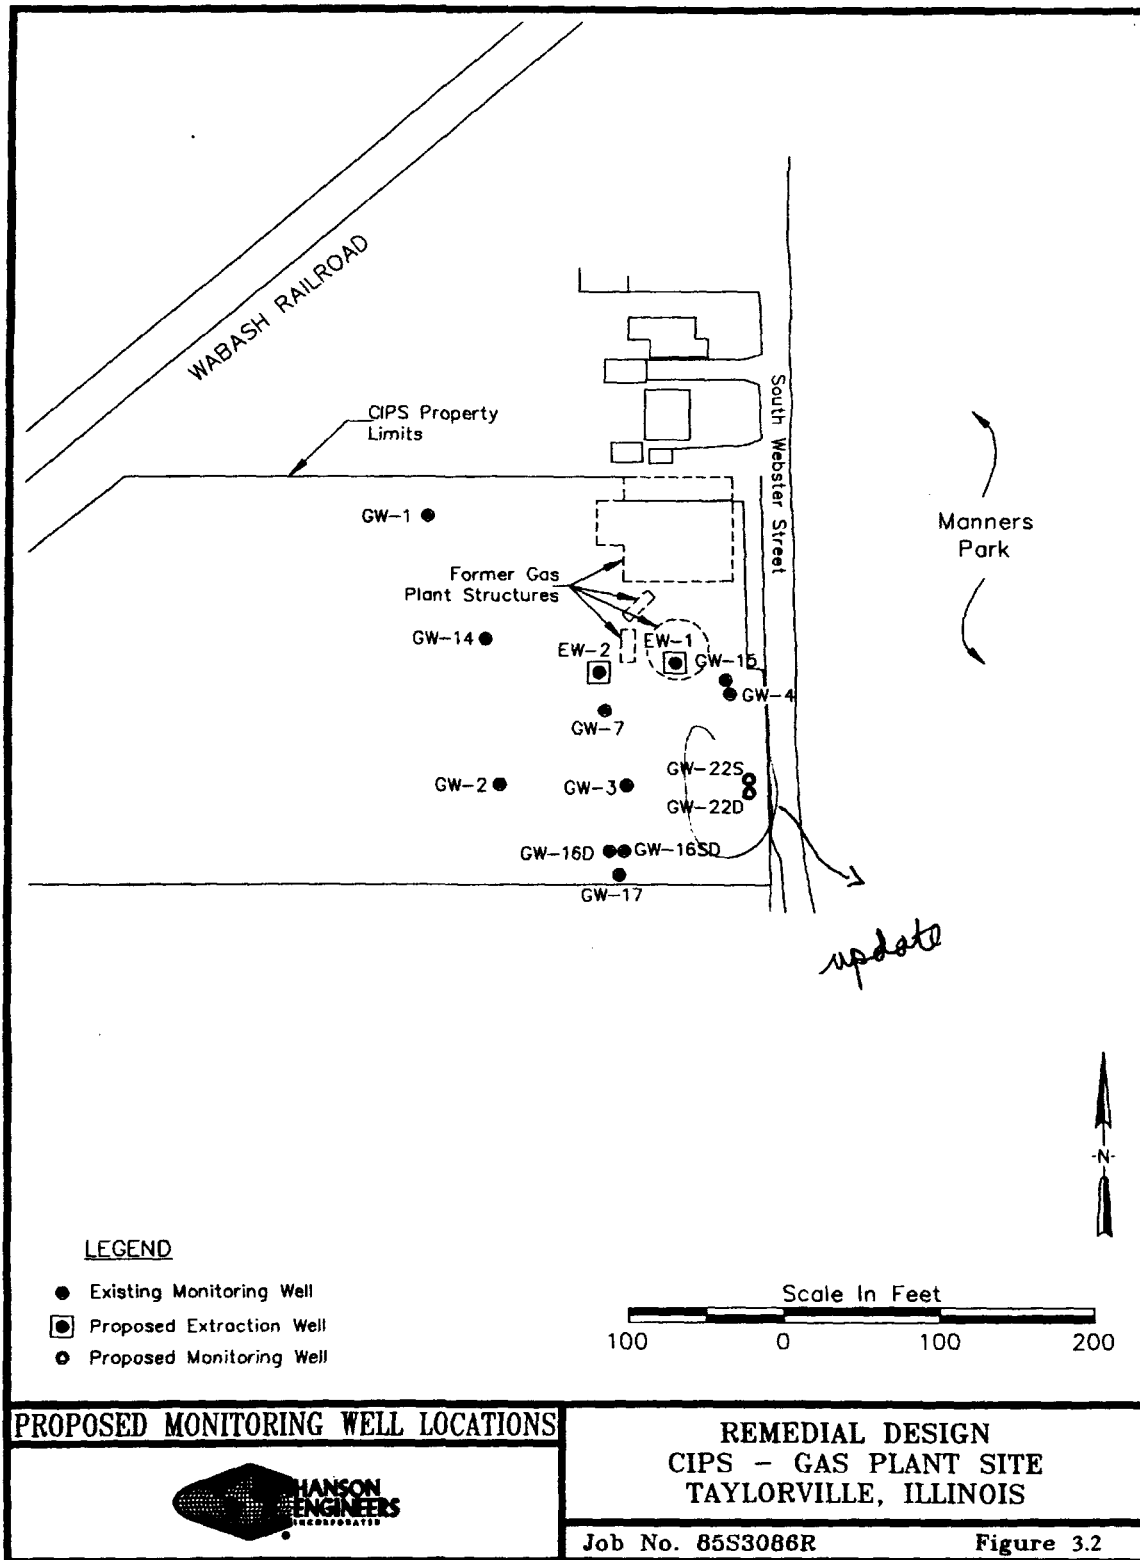 WABASH RAILROAD
CIPS Property
Limits
South Webster Street
Manners
Park
GW-1
Former Gas
Plant Structures
GW-14
EW-2
EW-1
GW-15
GW-4
GW-7
GW-22S
GW-2
GW-3
GW-22D
GW-16D
GW-16SD
GW-17
update
-N-
LEGEND
Existing Monitoring Well
Proposed Extraction Well
Proposed Monitoring Well
Scale In Feet
100 0 100 200
PROPOSED MONITORING WELL LOCATIONS
HANSON
ENGINEERS
INCORPORATED
REMEDIAL DESIGN
CIPS - GAS PLANT SITE
TAYLORVILLE, ILLINOIS
Job No. 85S3086R
Figure 3.2